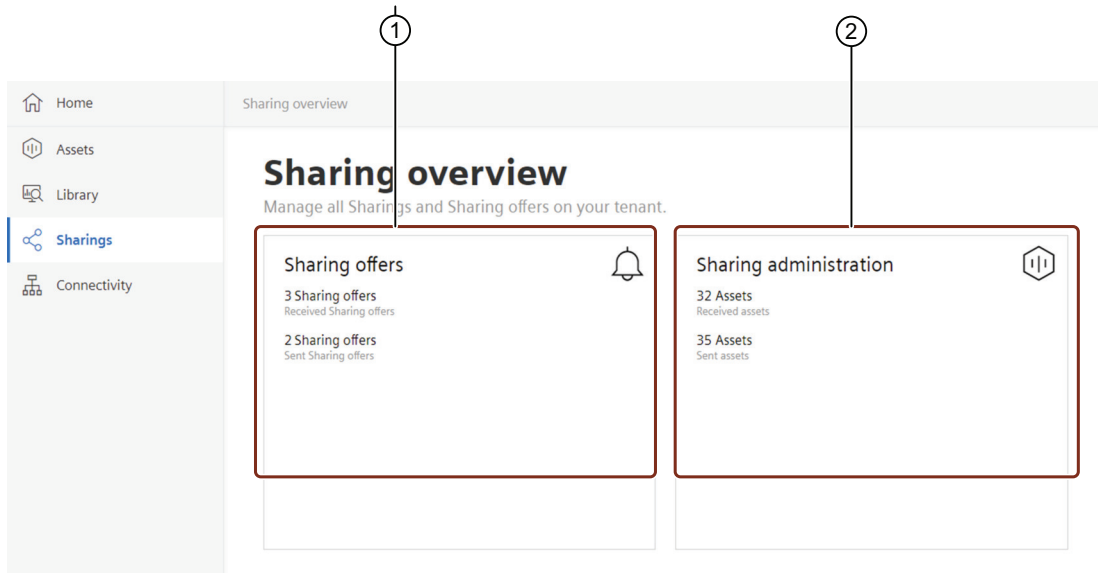 1
2
Home
Sharing overview
Assets
Library
Sharings
Connectivity
Sharing overview
Manage all Sharings and Sharing offers on your tenant.
Sharing offers
3 Sharing offers
Received Sharing offers
2 Sharing offers
Sent Sharing offers
Sharing administration
32 Assets
Received assets
35 Assets
Sent assets